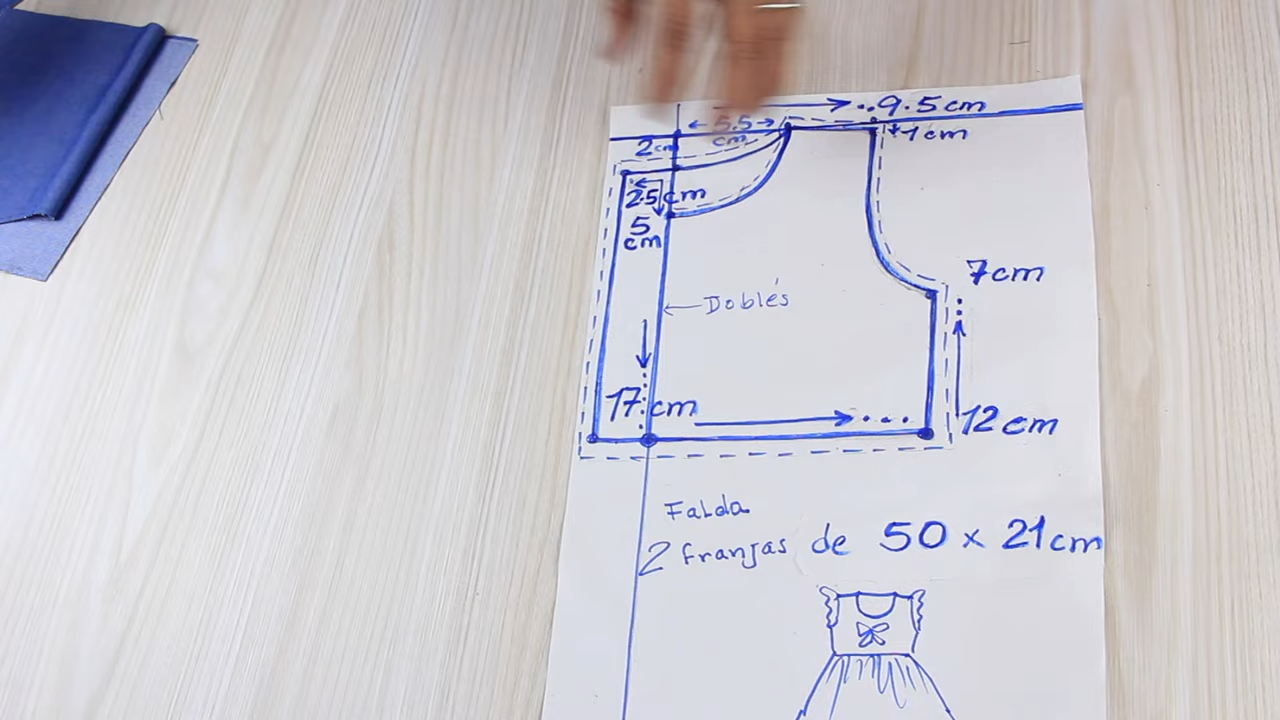 9.5 cm
5.5 cm
+1 cm
2 cm
2.5 cm
5 cm
7 cm
Doblés
17 cm
12 cm
Falda
2 franjas de 50 x 21 cm